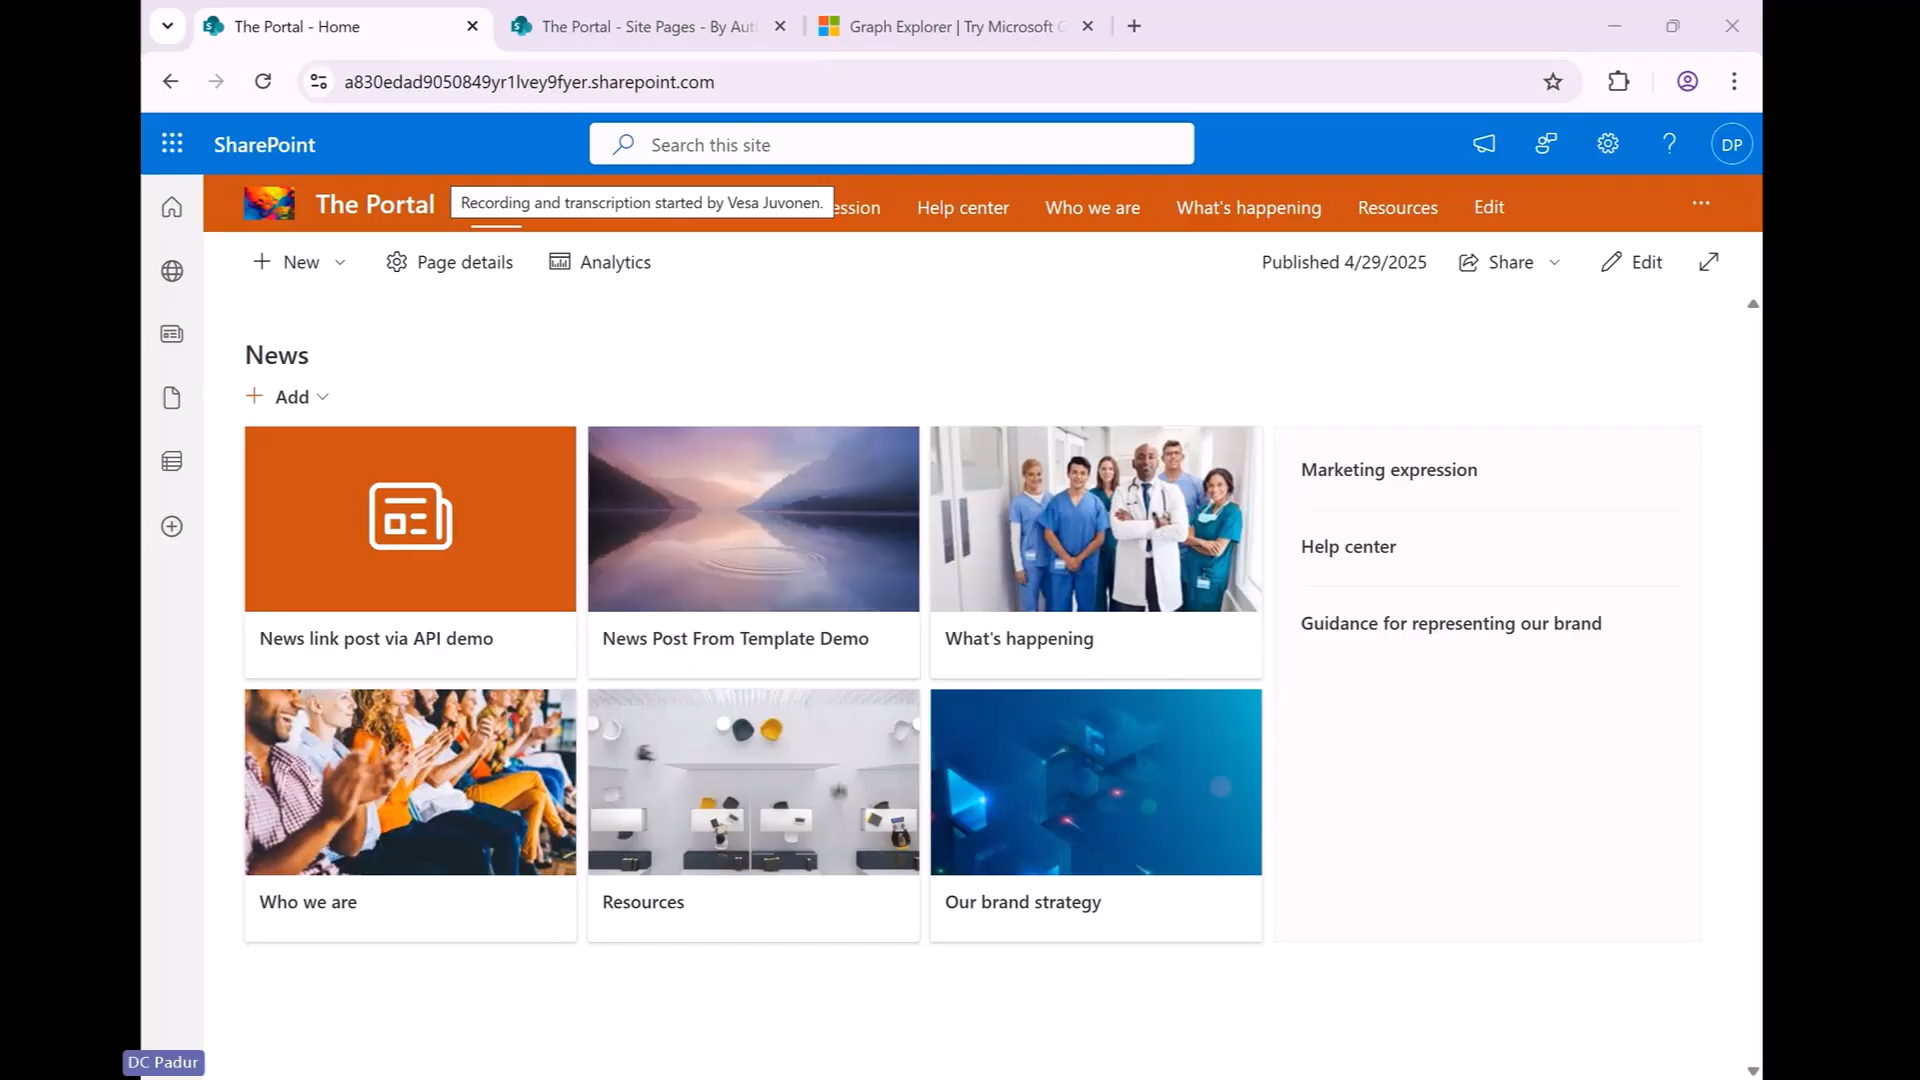 The Portal - Home
The Portal - Site Pages - By Aut
Graph Explorer | Try Microsoft G
a830edad9050849yr1lvey9fyer.sharepoint.com
SharePoint
Search this site
?
DP
The Portal
Recording and transcription started by Vesa Juvonen.
ession
Help center
Who we are
What's happening
Resources
Edit
New
Page details
Analytics
Published 4/29/2025
Share
Edit
News
Add
News link post via API demo
News Post From Template Demo
What's happening
Marketing expression
Help center
Guidance for representing our brand
Who we are
Resources
Our brand strategy
DC Padur